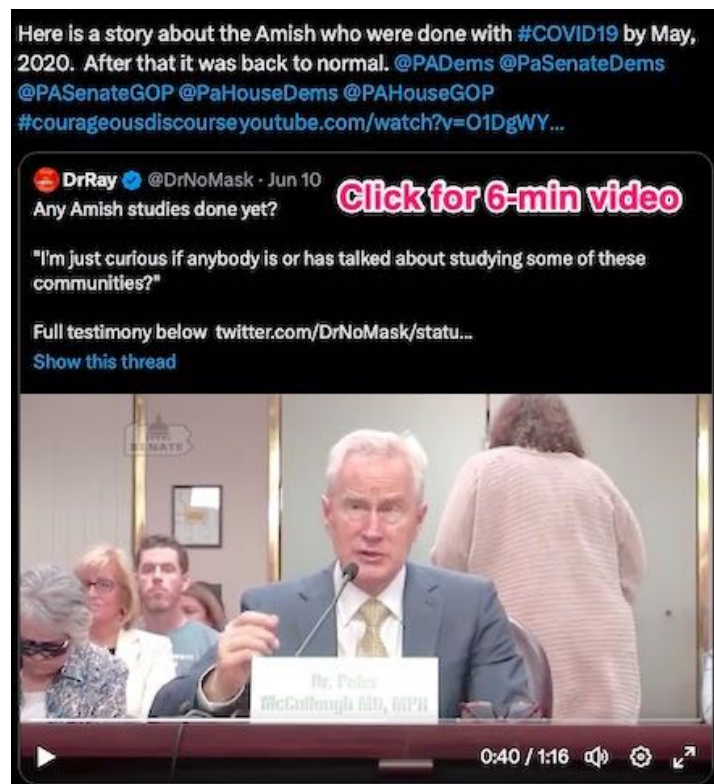 Here is a story about the Amish who were done with #COVID19 by May,
2020. After that it was back to normal. @PADems @PaSenateDems
@PASenateGOP @PaHouseDems @PAHouseGOP
#courageousdiscourseyoutube.com/watch?v=O1DgWY...
DrRay @DrNoMask · Jun 10
Click for 6-min video
Any Amish studies done yet?
"I'm just curious if anybody is or has talked about studying some of these
communities?"
Full testimony below twitter.com/DrNoMask/statu...
Show this thread
SENATE
Dr. Peter
McCullough MD, MPH
0:40 / 1:16